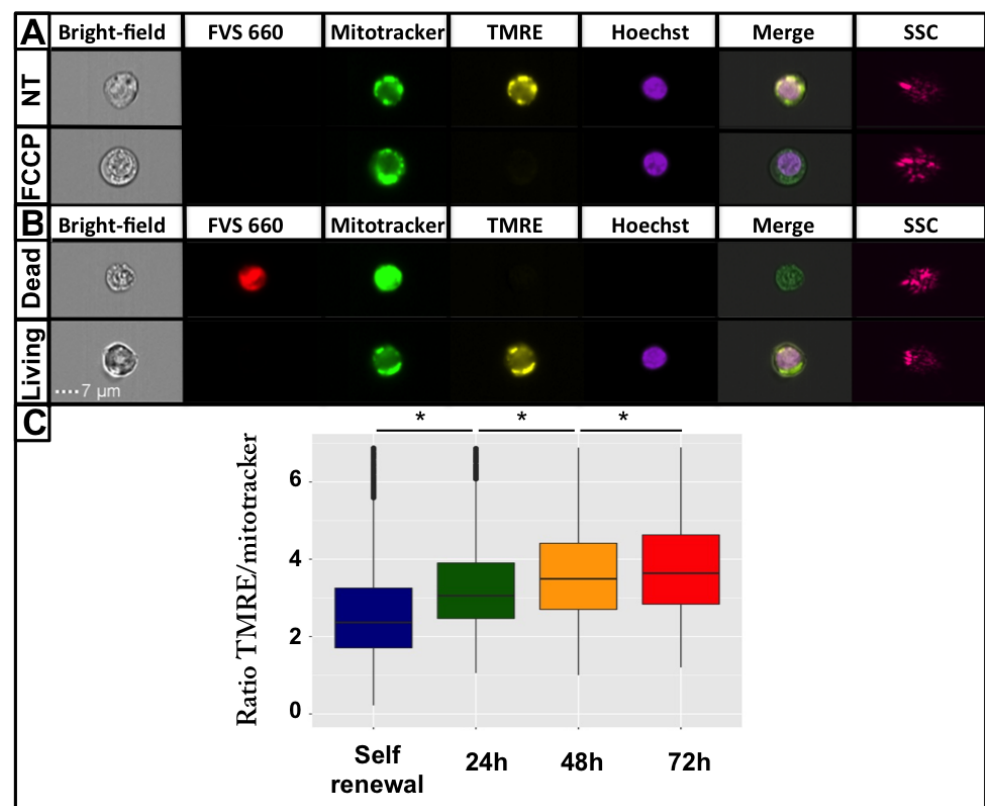 A Bright-field FVS 660 Mitotracker TMRE Hoechst Merge SSC
NT
FCCP
B Bright-field FVS 660 Mitotracker TMRE Hoechst Merge SSC
Dead
Living
7 µm
C
* * *
Ratio TMRE/mitotracker
6
4
2
0
Self renewal 24h 48h 72h